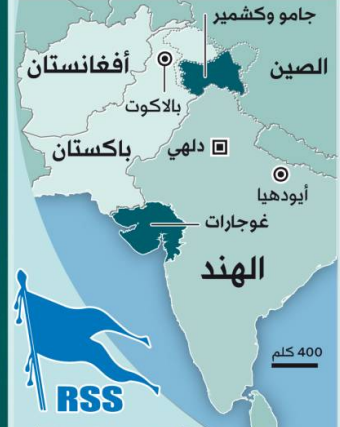 جامو وكشمير
أفغانستان
الصين
بالاكوت
باكستان
دلهي
أيودهيا
غوجارات
الهند
400 كلم
RSS